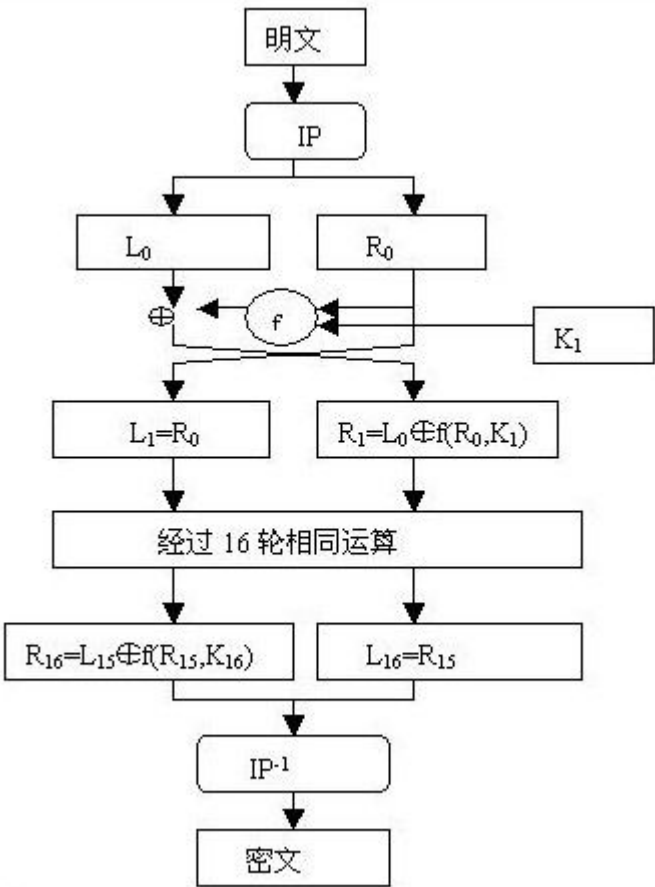 明文
IP
L₀
R₀
⊕
f
K₁
L₁=R₀
R₁=L₀⊕f(R₀,K₁)
经过 16 轮相同运算
R₁₆=L₁₅⊕f(R₁₅,K₁₆)
L₁₆=R₁₅
IP⁻¹
密文